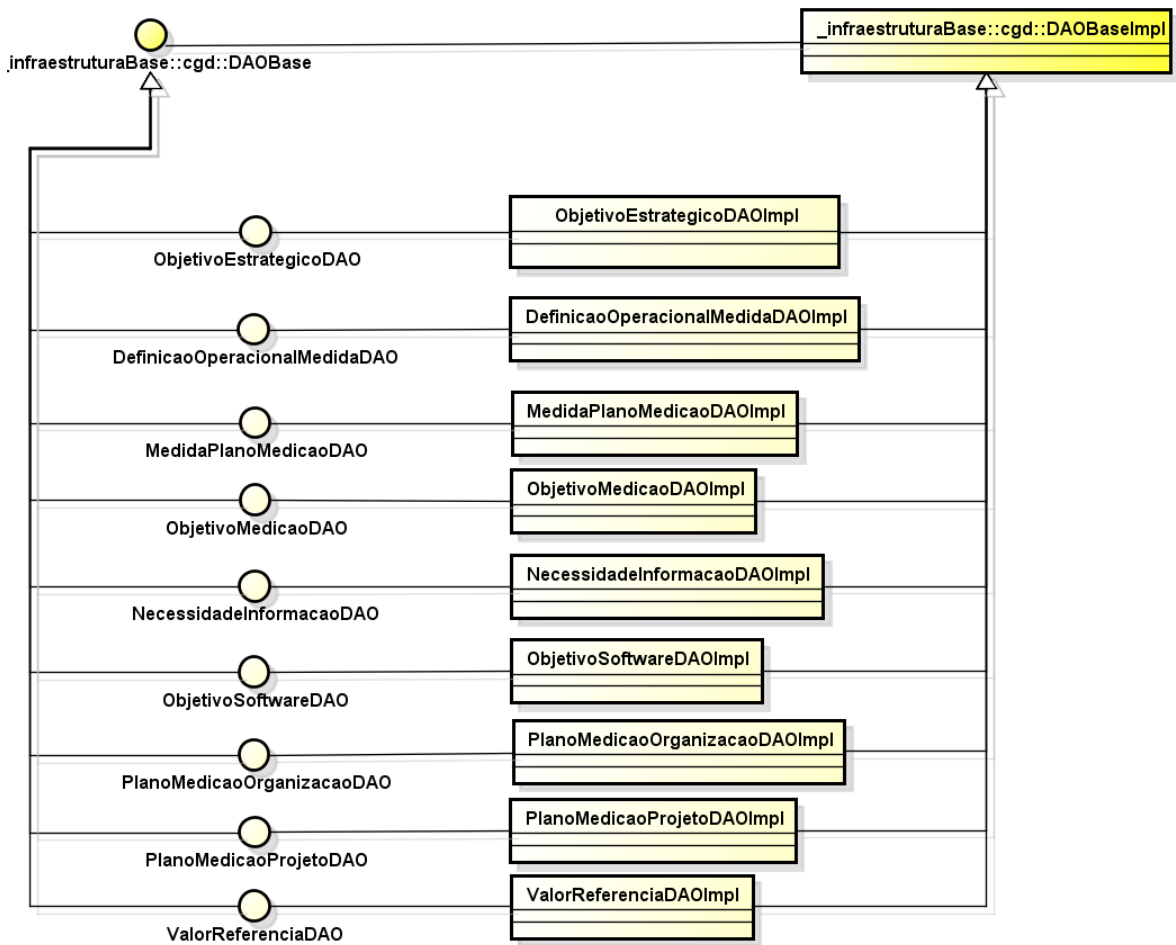 _infraestruturaBase::cgd::DAOBaseImpl
_infraestruturaBase::cgd::DAOBase
ObjetivoEstrategicoDAOImpl
ObjetivoEstrategicoDAO
DefinicaoOperacionalMedidaDAOImpl
DefinicaoOperacionalMedidaDAO
MedidaPlanoMedicaoDAOImpl
MedidaPlanoMedicaoDAO
ObjetivoMedicaoDAOImpl
ObjetivoMedicaoDAO
NecessidadeInformacaoDAOImpl
NecessidadeInformacaoDAO
ObjetivoSoftwareDAOImpl
ObjetivoSoftwareDAO
PlanoMedicaoOrganizacaoDAOImpl
PlanoMedicaoOrganizacaoDAO
PlanoMedicaoProjetoDAOImpl
PlanoMedicaoProjetoDAO
ValorReferenciaDAOImpl
ValorReferenciaDAO